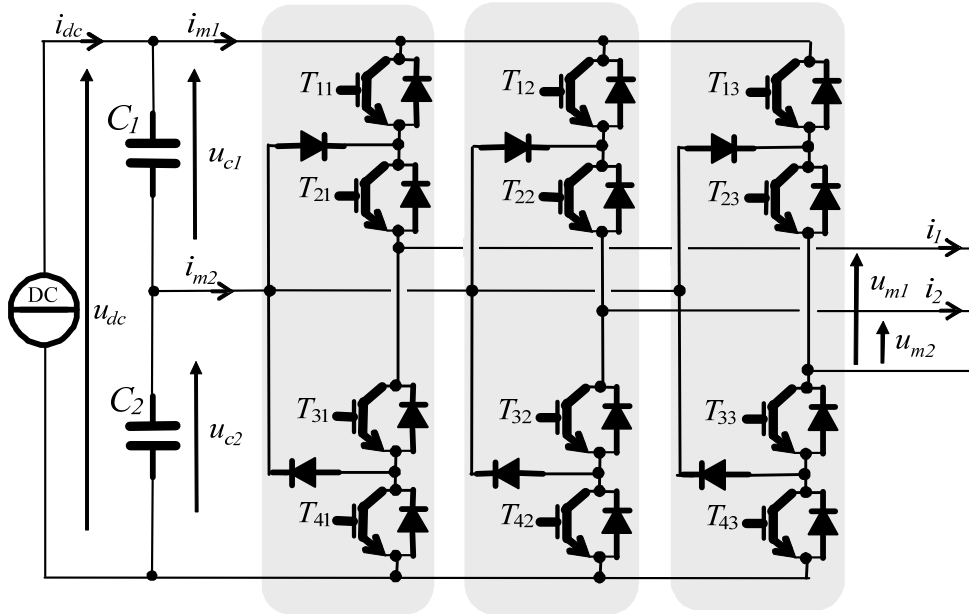 i_dc i_m1
T_11 T_12 T_13
C_1
u_c1
T_21 T_22 T_23
i_1
i_m2
DC
u_dc
u_m1
i_2
u_m2
C_2
u_c2
T_31 T_32 T_33
T_41 T_42 T_43